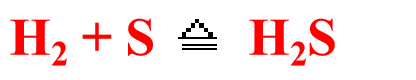 H₂ + S ≙ H₂S